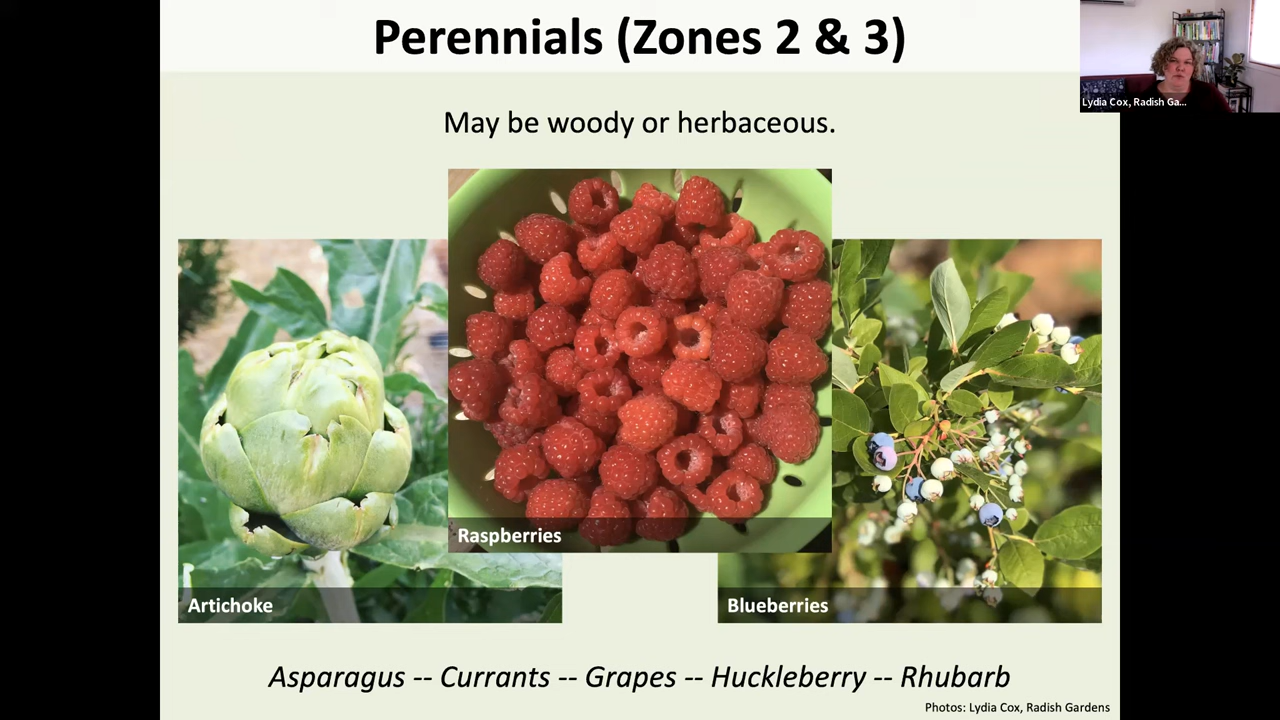 Perennials (Zones 2 & 3)
Lydia Cox, Radish Ga...
May be woody or herbaceous.
Raspberries
Artichoke
Blueberries
Asparagus -- Currants -- Grapes -- Huckleberry -- Rhubarb
Photos: Lydia Cox, Radish Gardens